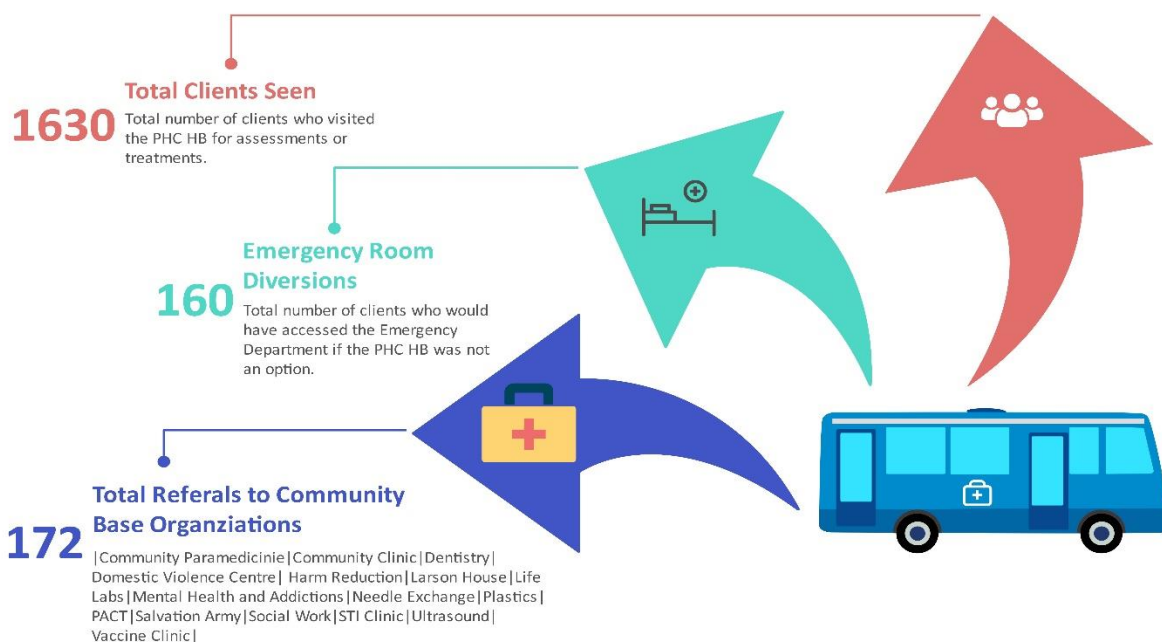 Total Clients Seen
1630
Total number of clients who visited
the PHC HB for assessments or
treatments.
Emergency Room
Diversions
160
Total number of clients who would
have accessed the Emergency
Department if the PHC HB was not
an option.
Total Referals to Community
Base Organziations
172
|Community Paramedicinie|Community Clinic|Dentistry|
Domestic Violence Centre| Harm Reduction|Larson House|Life
Labs|Mental Health and Addictions|Needle Exchange|Plastics|
PACT|Salvation Army|Social Work|STI Clinic|Ultrasound|
Vaccine Clinic|